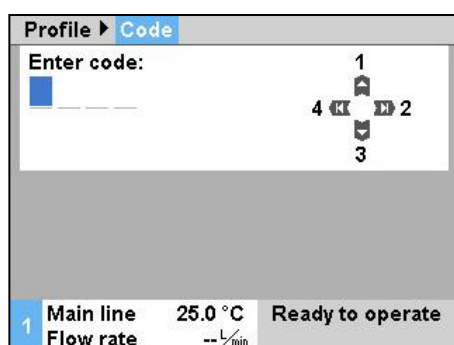 Profile ▶ Code
Enter code:
1
4 2
3
1 Main line 25.0 °C Ready to operate
Flow rate -- L/min